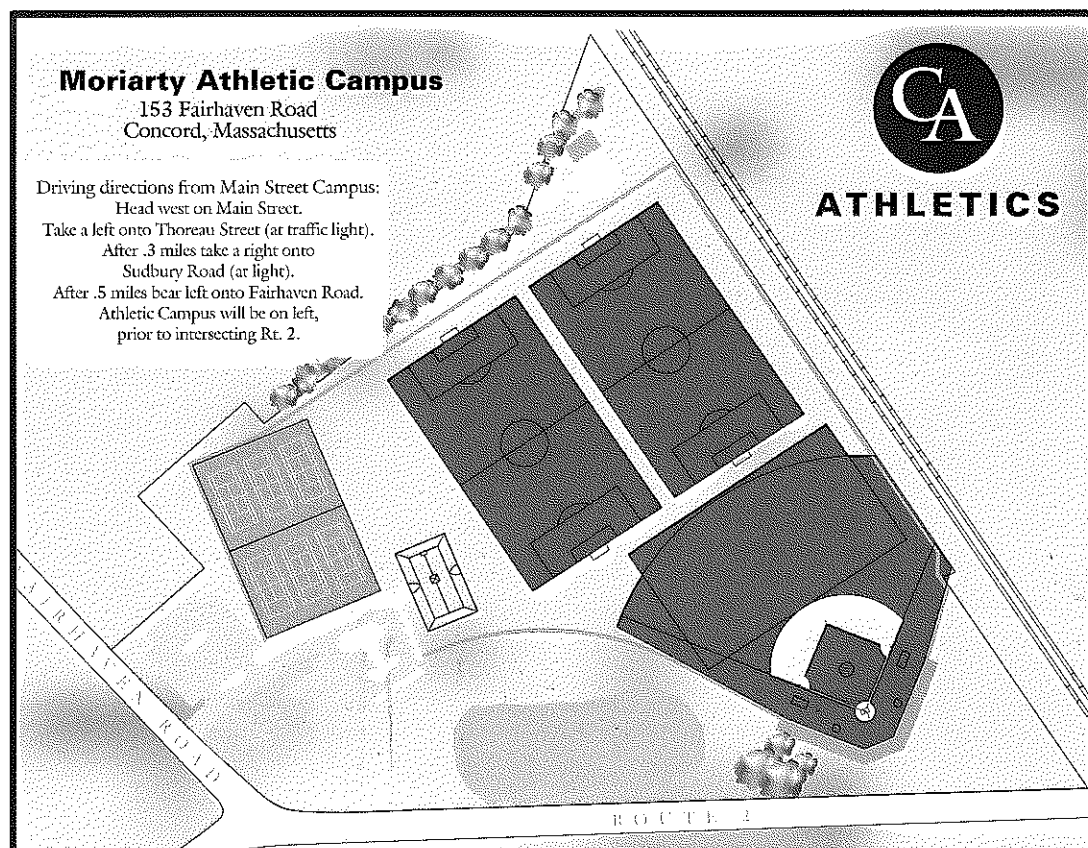 Moriarty Athletic Campus
153 Fairhaven Road
Concord, Massachusetts
Driving directions from Main Street Campus:
Head west on Main Street.
Take a left onto Thoreau Street (at traffic light).
After .3 miles take a right onto
Sudbury Road (at light).
After .5 miles bear left onto Fairhaven Road.
Athletic Campus will be on left,
prior to intersecting Rt. 2.
CA
ATHLETICS
AIRHAVEN ROAD
ROUTE 2